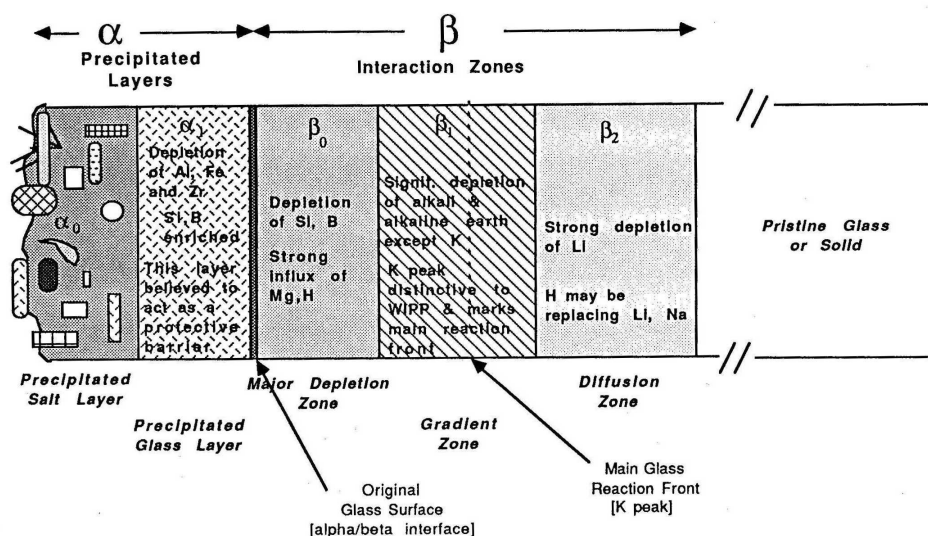 α
Precipitated
Layers
β
Interaction Zones
α0
α1
Depletion
of Al, Fe
and Zr.
Si B
enriched
This layer
believed to
act as a
protective
barrier
β0
Depletion
of Si, B
Strong
Influx of
Mg,H
β1
Signif. depletion
of alkali &
alkaline earth
except K
K peak
distinctive to
WIPP & marks
main reaction
front
β2
Strong depletion
of Li
H may be
replacing Li, Na
Pristine Glass
or Solid
Precipitated
Salt Layer
Precipitated
Glass Layer
Major Depletion
Zone
Gradient
Zone
Diffusion
Zone
Original
Glass Surface
[alpha/beta interface]
Main Glass
Reaction Front
[K peak]